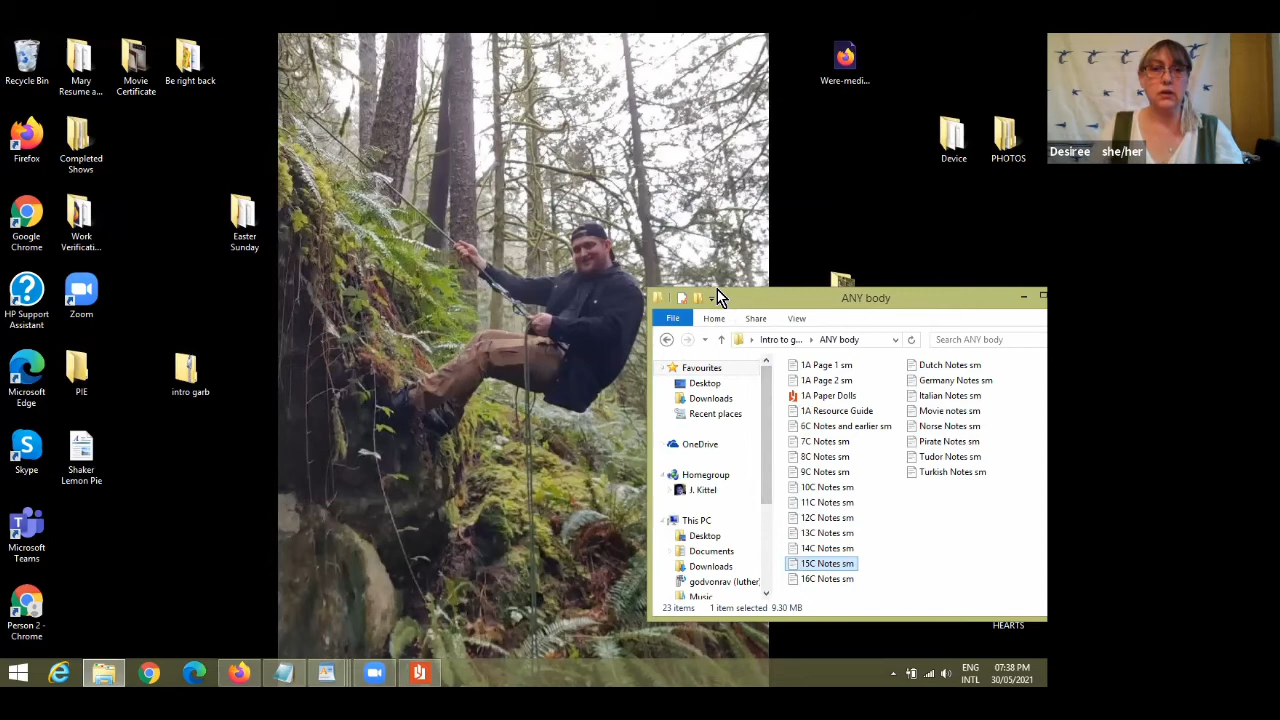 Recycle Bin
Mary
Resume a...
Movie
Certificate
Be right back
Were-medi...
Firefox
Completed
Shows
Device
PHOTOS
Desiree she/her
Google
Chrome
Work
Verificati...
Easter
Sunday
HP Support
Assistant
Zoom
Microsoft
Edge
PIE
intro garb
Skype
Shaker
Lemon Pie
Microsoft
Teams
Person 2 -
Chrome
ANY body
File
Home
Share
View
Intro to g...
ANY body
Search ANY body
Favourites
Desktop
Downloads
Recent places
OneDrive
Homegroup
J. Kittel
This PC
Desktop
Documents
Downloads
godvonrav (luther)
Music
1A Page 1 sm
1A Page 2 sm
1A Paper Dolls
1A Resource Guide
6C Notes and earlier sm
7C Notes sm
8C Notes sm
9C Notes sm
10C Notes sm
11C Notes sm
12C Notes sm
13C Notes sm
14C Notes sm
15C Notes sm
16C Notes sm
Dutch Notes sm
Germany Notes sm
Italian Notes sm
Movie notes sm
Norse Notes sm
Pirate Notes sm
Tudor Notes sm
Turkish Notes sm
23 items
1 item selected 9.30 MB
HEARTS
ENG
INTL
07:38 PM
30/05/2021